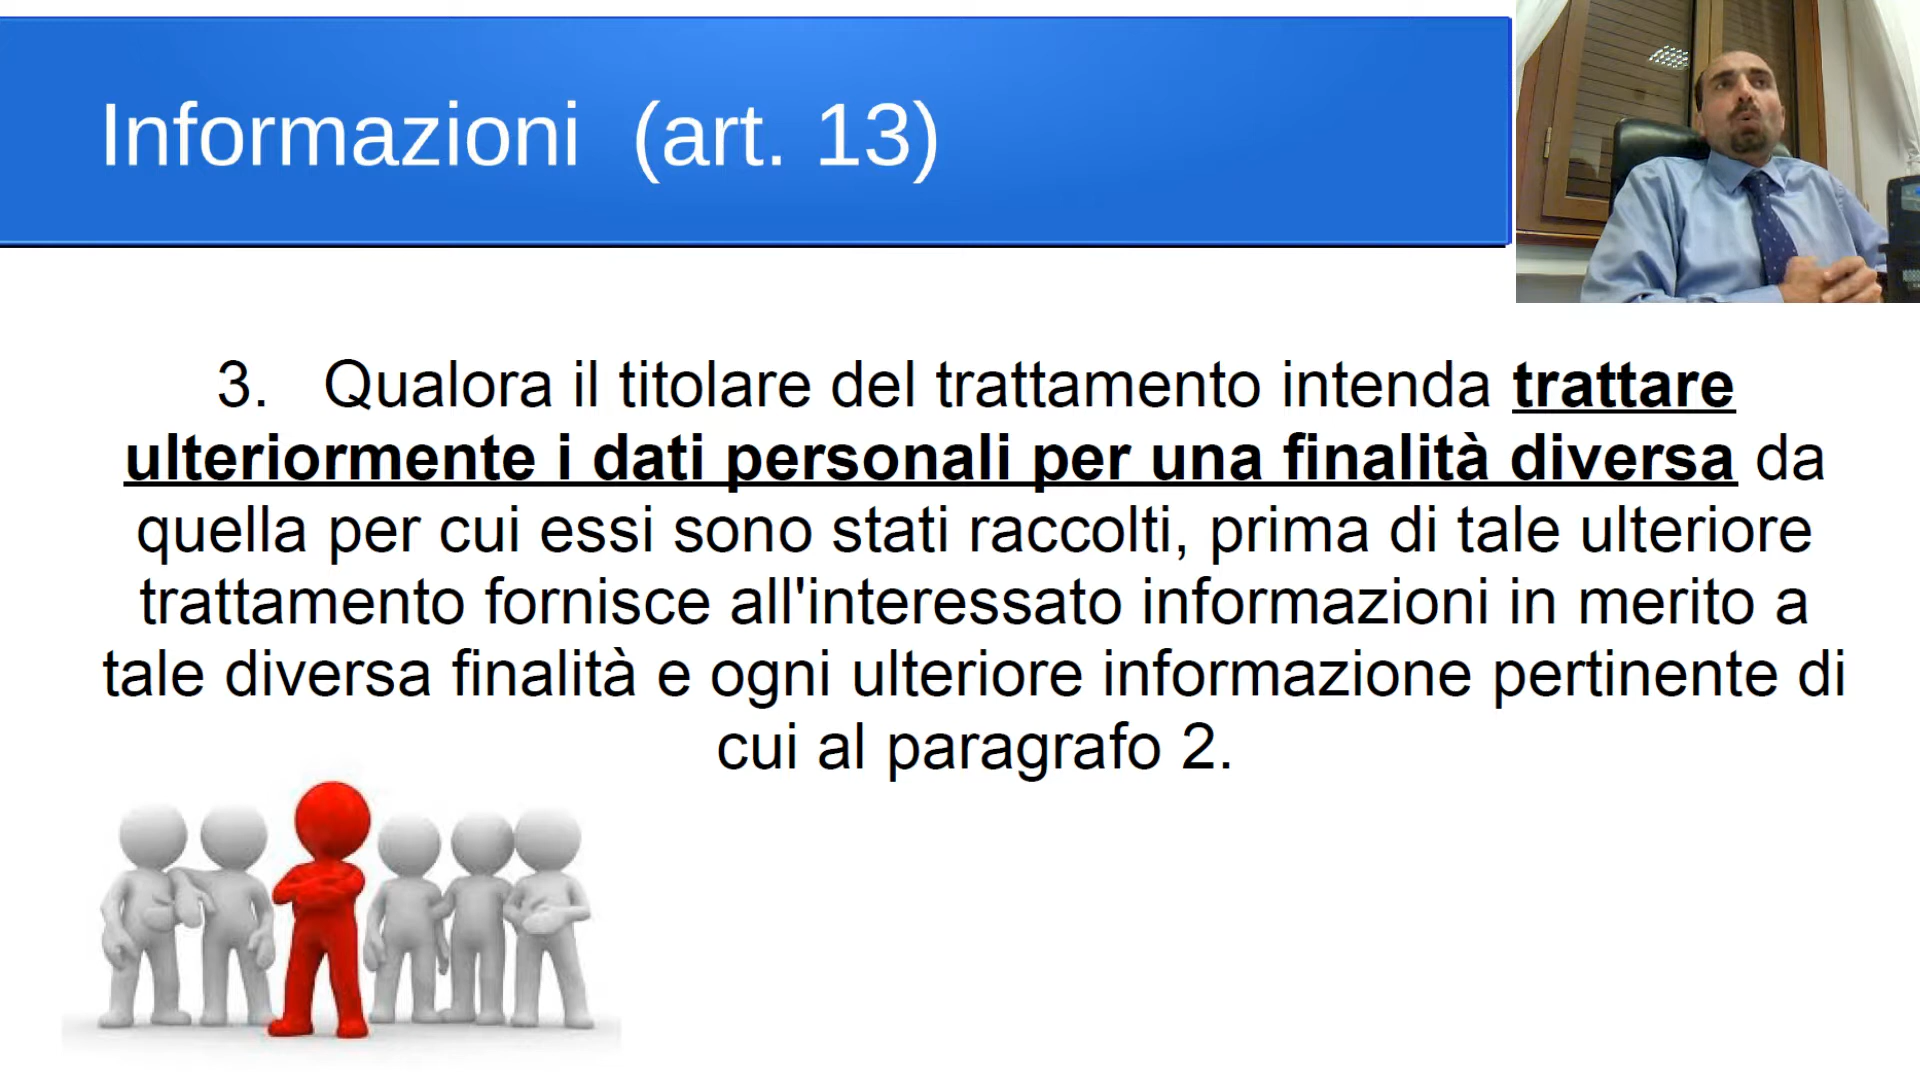 Informazioni (art. 13)
3. Qualora il titolare del trattamento intenda trattare
ulteriormente i dati personali per una finalità diversa da
quella per cui essi sono stati raccolti, prima di tale ulteriore
trattamento fornisce all'interessato informazioni in merito a
tale diversa finalità e ogni ulteriore informazione pertinente di
cui al paragrafo 2.